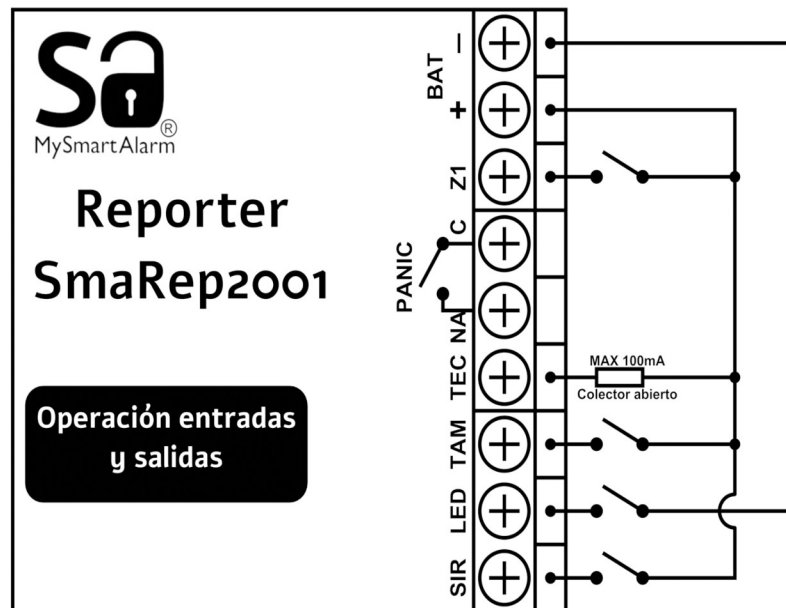 Sa
®
MySmartAlarm
Reporter
SmaRep2001
Operación entradas
y salidas
BAT
–
+
Z1
C
PANIC
NA
TEC
TAM
LED
SIR
MAX 100mA
Colector abierto